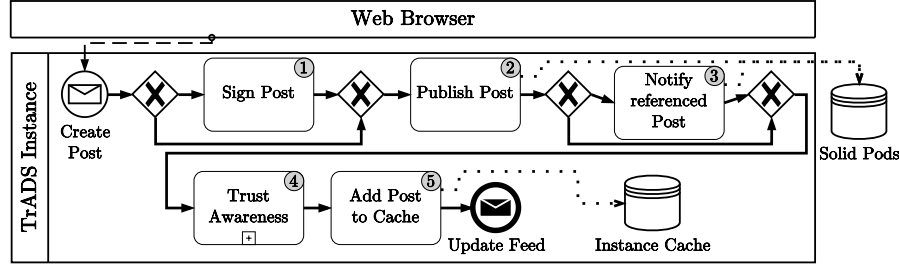 Web Browser
TrADS Instance
Create
Post
1
Sign Post
2
Publish Post
3
Notify
referenced
Post
Solid Pods
4
Trust
Awareness
+
5
Add Post
to Cache
Update Feed
Instance Cache